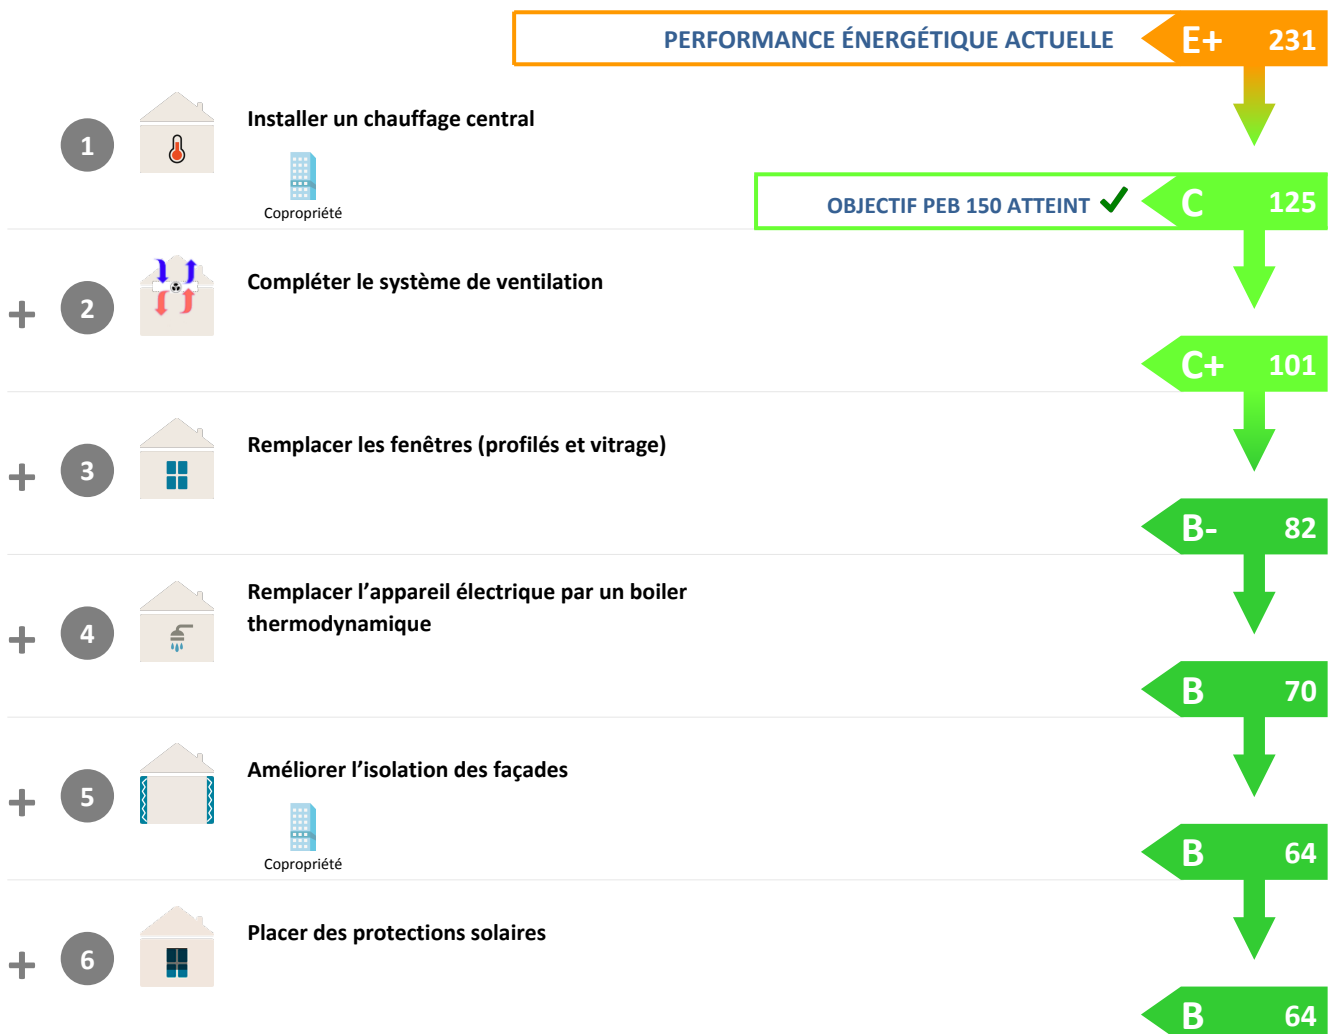 PERFORMANCE ÉNERGÉTIQUE ACTUELLE E+ 231
1 Installer un chauffage central
Copropriété
OBJECTIF PEB 150 ATTEINT ✔ C 125
+ 2 Compléter le système de ventilation
C+ 101
+ 3 Remplacer les fenêtres (profilés et vitrage)
B- 82
+ 4 Remplacer l’appareil électrique par un boiler
thermodynamique
B 70
+ 5 Améliorer l’isolation des façades
Copropriété
B 64
+ 6 Placer des protections solaires
B 64